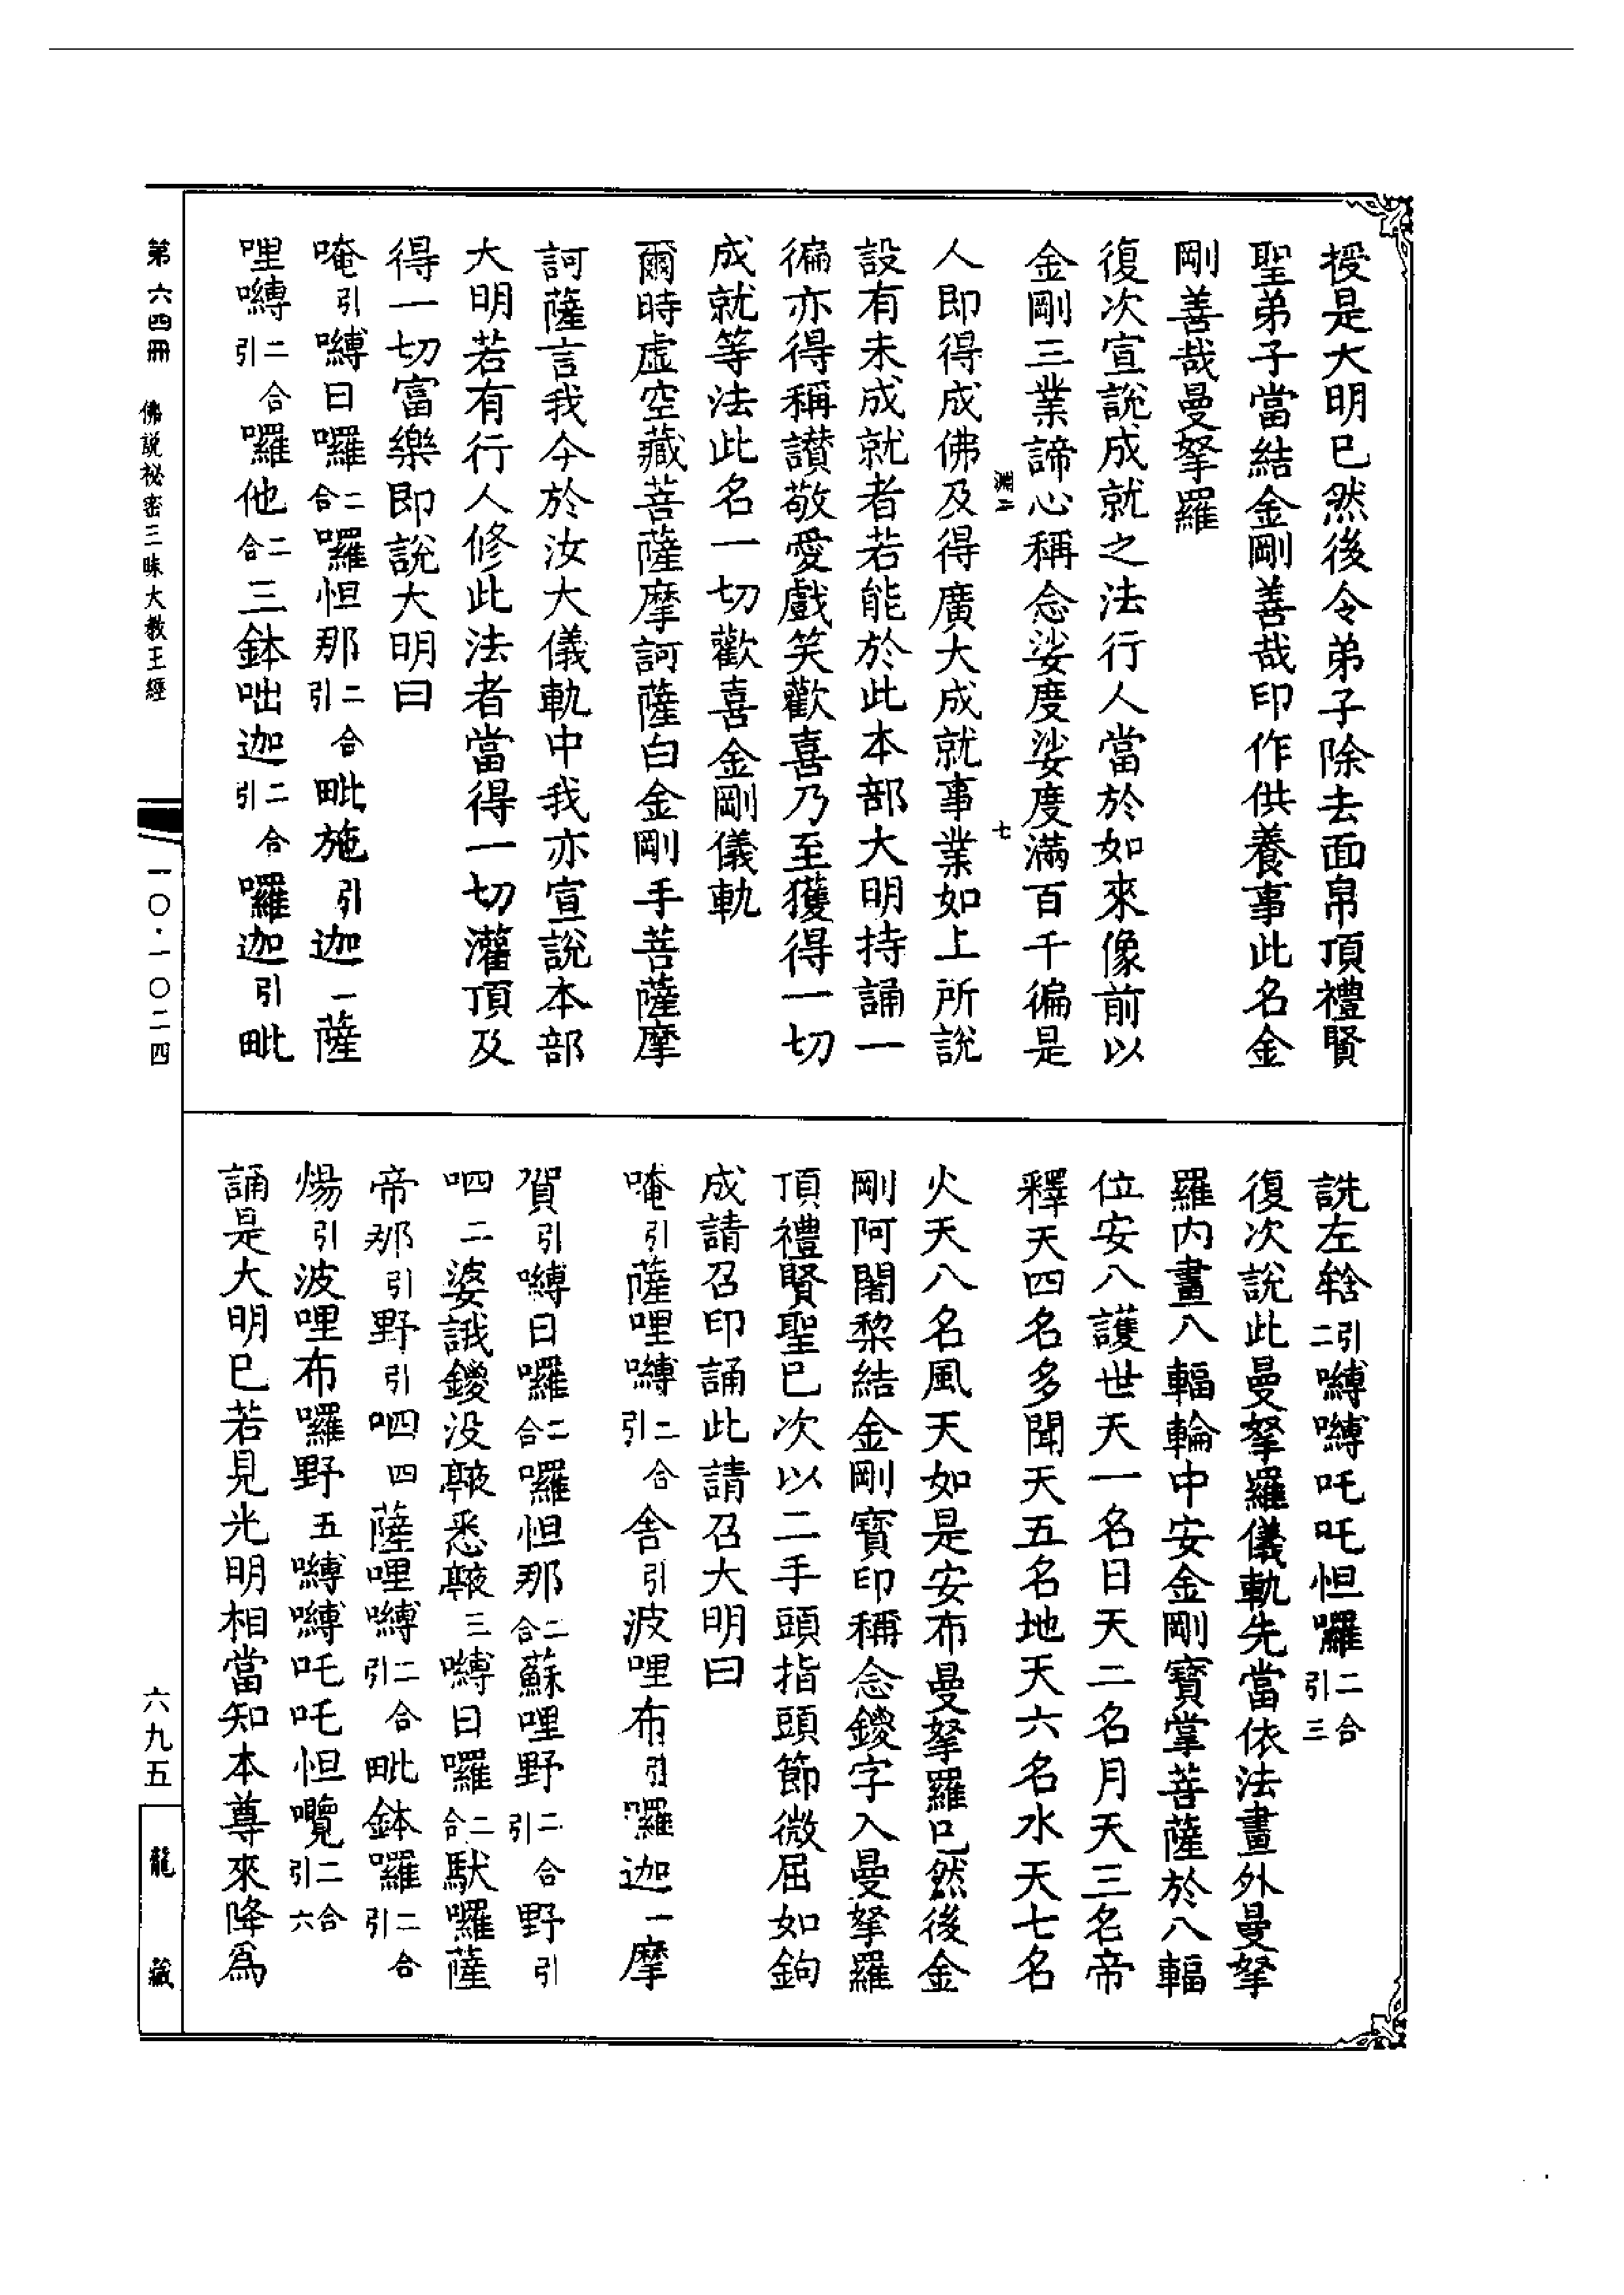 授是大明已然後令弟子除去面帛頂禮賢
聖弟子當結金剛善哉印作供養事此名金
剛善哉曼拏羅
復次宣說成就之法行人當於如來像前以
金剛三業諦心稱念娑度娑度滿百千徧是
七
人即得成佛及得廣大成就事業如上所說
設有未成就者若能於此本部大明持誦一
徧亦得稱讃敬愛戲笑歡喜乃至獲得一切
成就等法此名一切歡喜金剛儀軌
爾時虛空藏菩薩摩訶薩白金剛手菩薩摩
訶薩言我今於汝大儀軌中我亦宣說本部
大明若有行人修此法者當得一切灌頂及
得一切富樂即說大明曰
唵引嚩日囉二合囉怛那二合引毗施引迦一薩
哩嚩二合引囉他二合三鉢咄迦二合引囉迦引毗
詵左轄引二嚩嚩吒吒怛囉二合引三
復次說此曼拏羅儀軌先當依法畫外曼拏
羅内畫八輻輪中安金剛寶掌菩薩於八輻
位安八護世天一名日天二名月天三名帝
釋天四名多聞天五名地天六名水天七名
火天八名風天如是安布曼拏羅已然後金
剛阿闍梨結金剛寶印稱念鑁字入曼拏羅
頂禮賢聖已次以二手頭指頭節微屈如鉤
成請召印誦此請召大明曰
唵引薩哩嚩二合引舍引波哩布引囉迦一摩
賀引嚩日囉二合囉怛那二合蘇哩野二合引野引
呬二婆誐鑁没𩕳悉𩕳三嚩日囉二合馱囉薩
帝那引野引呬四薩哩嚩二合引毗鉢囉二合引
煬引波哩布囉野五嚩嚩吒吒怛囕二合引六
誦是大明已若見光明相當知本尊來降爲
第六四冊　佛説祕密三昧大教王經
一〇·一〇二四
六九五
龍藏